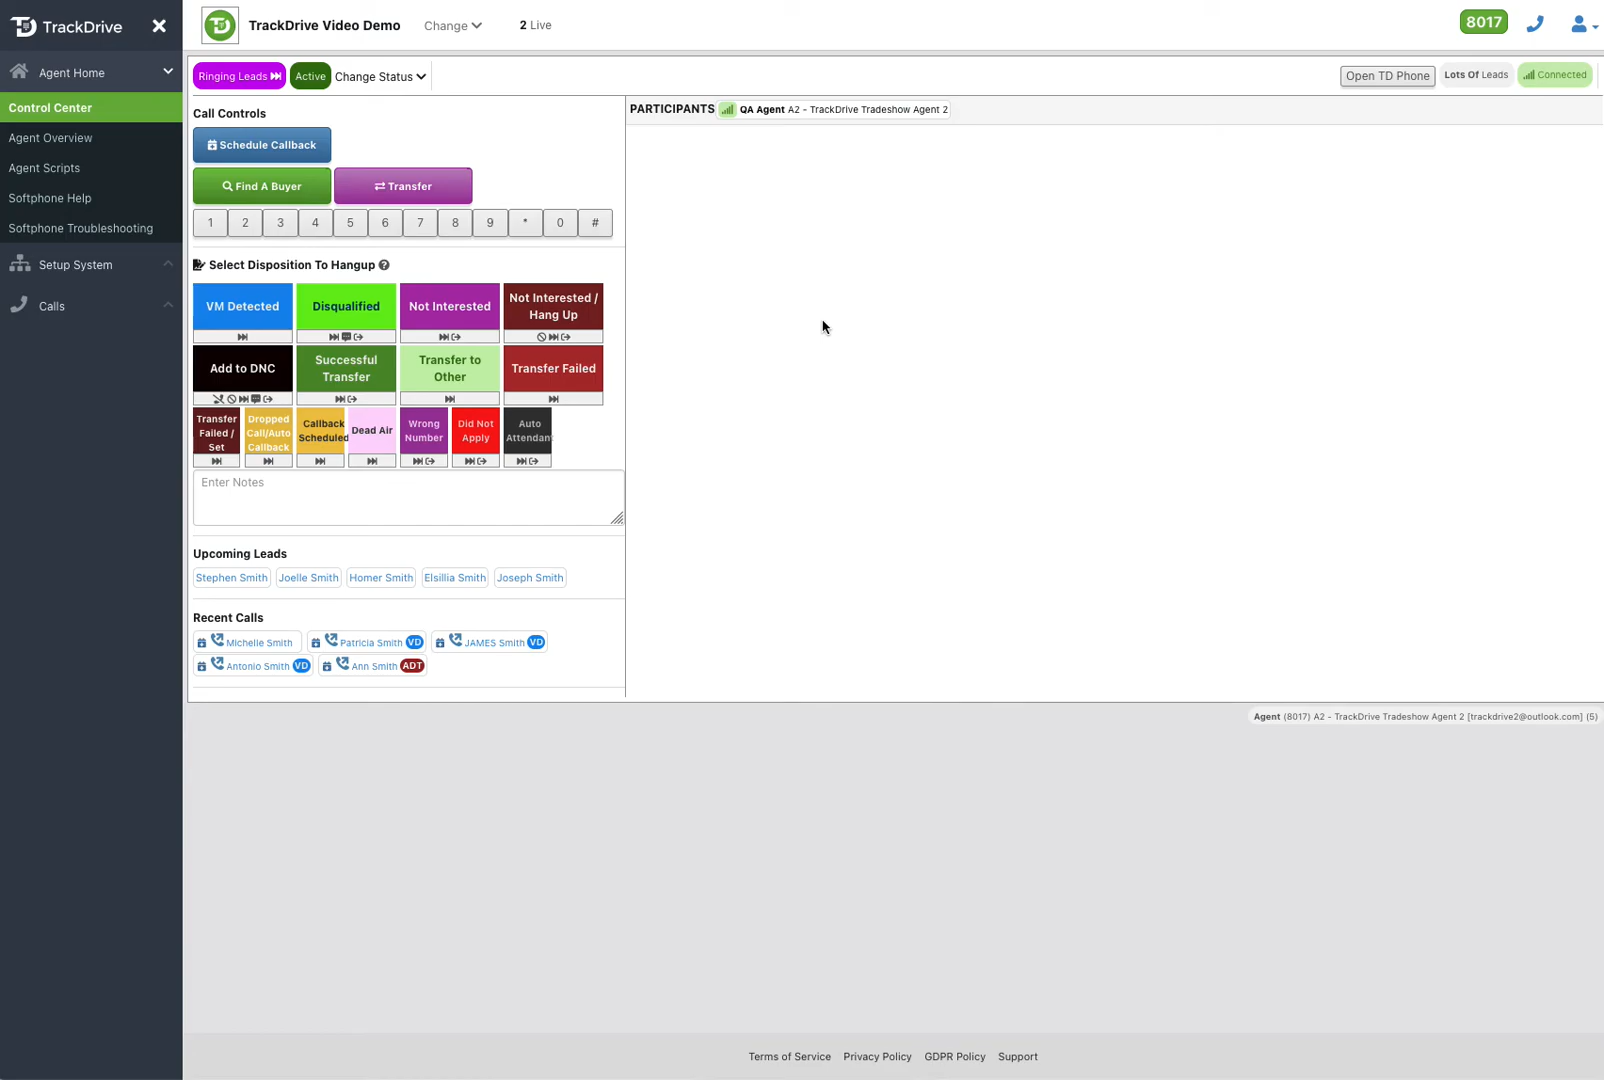 TrackDrive
TrackDrive Video Demo Change 2 Live 8017
Agent Home
Control Center
Agent Overview
Agent Scripts
Softphone Help
Softphone Troubleshooting
Setup System
Calls
Ringing Leads Active Change Status Open TD Phone Lots Of Leads Connected
Call Controls
Schedule Callback
Find A Buyer Transfer
1 2 3 4 5 6 7 8 9 * 0 #
PARTICIPANTS QA Agent A2 - TrackDrive Tradeshow Agent 2
Select Disposition To Hangup
VM Detected
Disqualified
Not Interested
Not Interested /
Hang Up
Add to DNC
Successful
Transfer
Transfer to
Other
Transfer Failed
Transfer
Failed /
Set
Dropped
Call/Auto
Callback
Callback
Scheduled
Dead Air
Wrong
Number
Did Not
Apply
Auto
Attendan
Enter Notes
Upcoming Leads
Stephen Smith Joelle Smith Homer Smith Elsillia Smith Joseph Smith
Recent Calls
Michelle Smith Patricia Smith VD JAMES Smith VD
Antonio Smith VD Ann Smith ADT
Agent (8017) A2 - TrackDrive Tradeshow Agent 2 [trackdrive2@outlook.com] (5)
Terms of Service Privacy Policy GDPR Policy Support